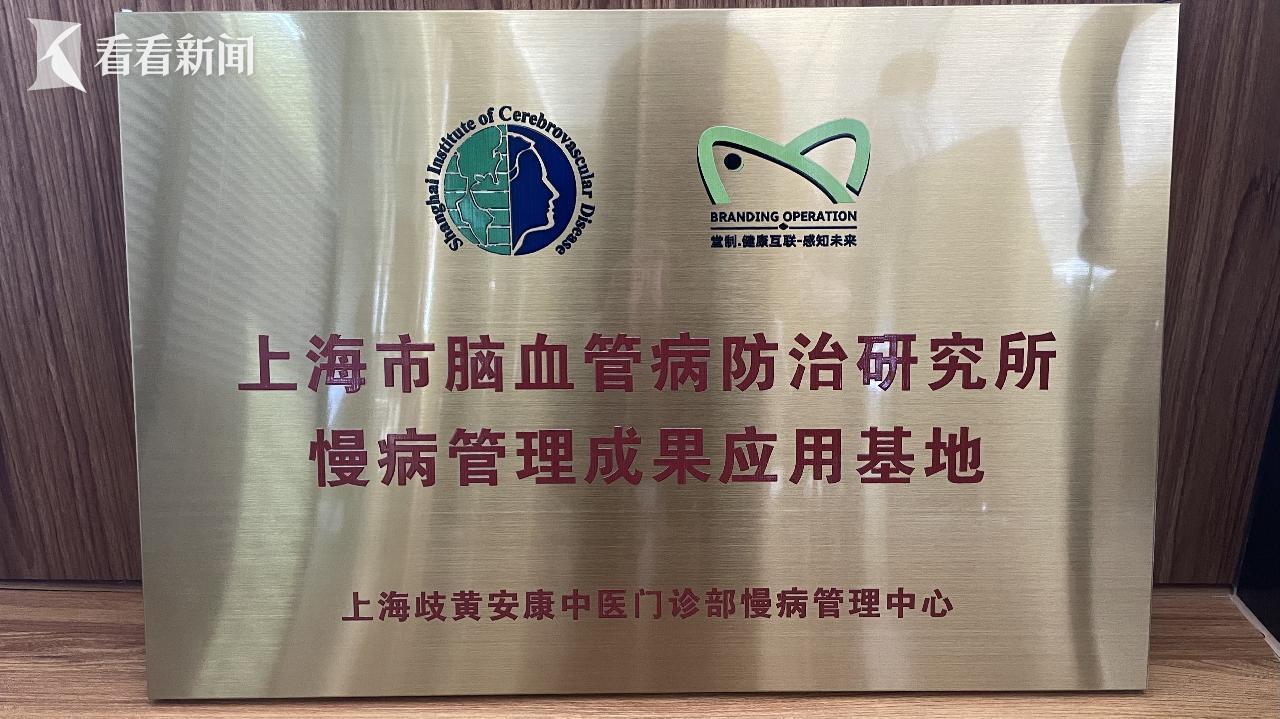 看看新闻
Shanghai Institute of Cerebrovascular Disease
BRANDING OPERATION
堂制.健康互联-感知未来
上海市脑血管病防治研究所
慢病管理成果应用基地
上海歧黄安康中医门诊部慢病管理中心